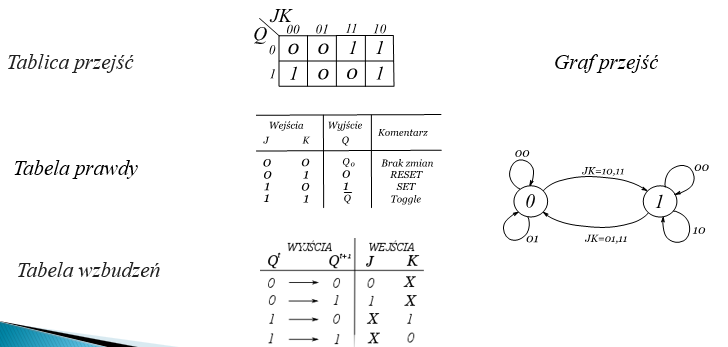 JK
Q 00 01 11 10
0 0 0 1 1
1 1 0 0 1
Tablica przejść
Graf przejść
Wejścia Wyjście Komentarz
J K Q
0 0 Q₀ Brak zmian
0 1 0 RESET
1 0 1 SET
1 1 Q̅ Toggle
Tabela prawdy
00
JK=10,11
00
0
1
01
JK=01,11
10
WYJŚCIA WEJŚCIA
Qᵗ Qᵗ⁺¹ J K
0 → 0 0 X
0 → 1 1 X
1 → 0 X 1
1 → 1 X 0
Tabela wzbudzeń